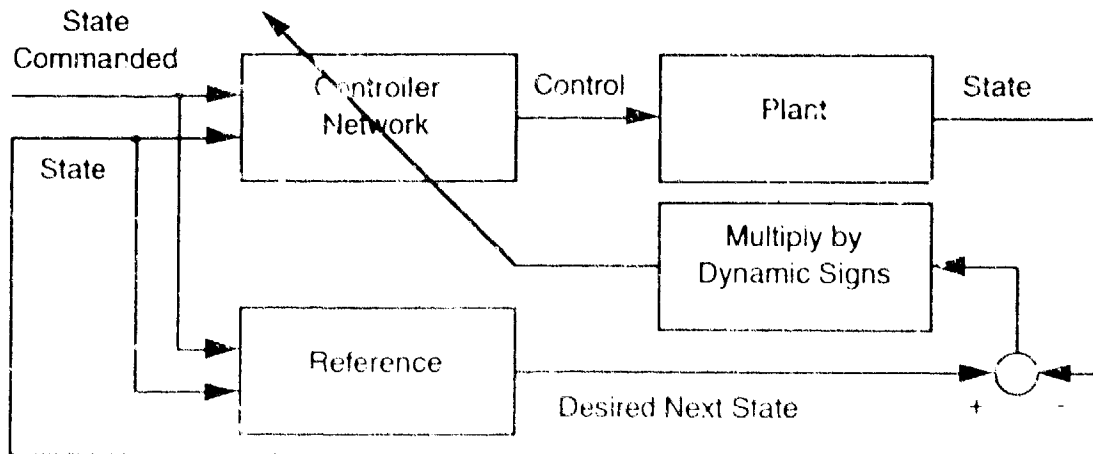 State
Commanded
Controller
Network
Control
Plant
State
State
Multiply by
Dynamic Signs
Reference
Desired Next State
+ -